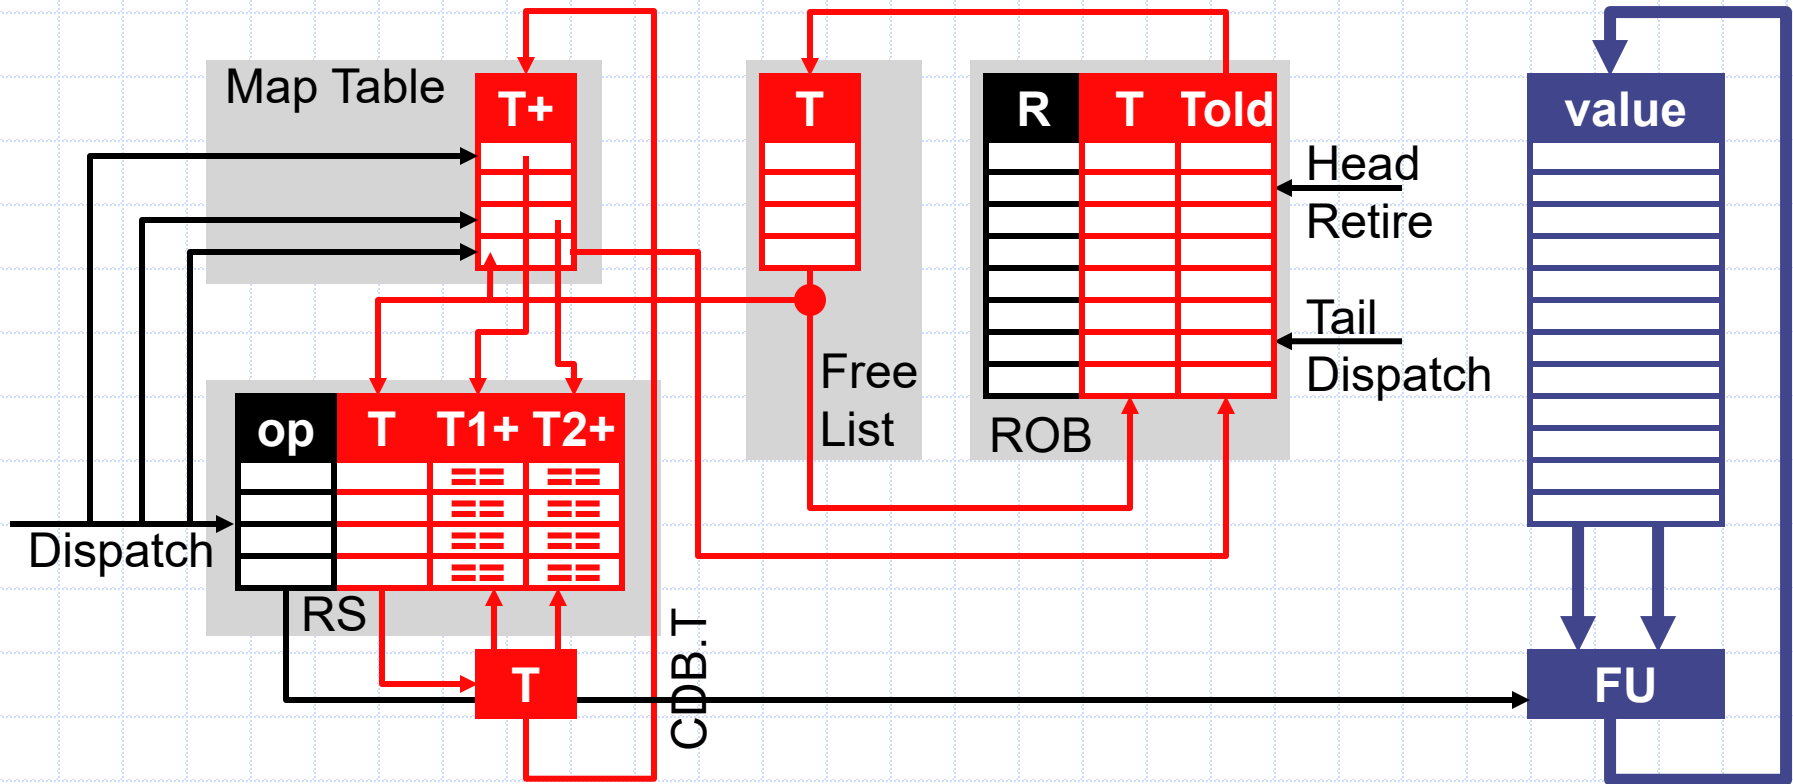 Map Table
T+
T
R T Told
value
Head
Retire
Tail
Dispatch
Free
List
ROB
op T T1+ T2+
Dispatch
RS
CDB.T
T
FU